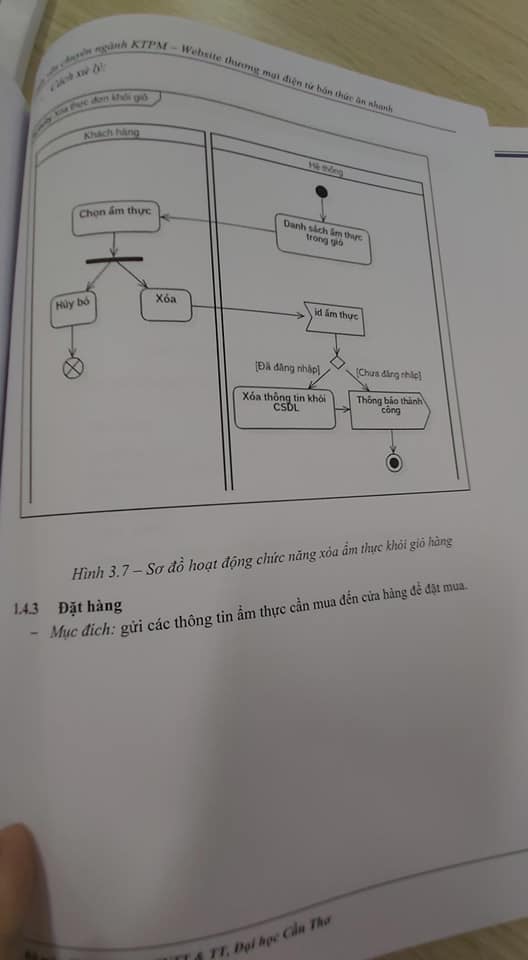 chuyên ngành KTPM – Website thương mại điện tử bán thức ăn nhanh
Cách xử lý:
Xóa thực đơn khỏi giỏ
Khách hàng
Hệ thống
Danh sách ẩm thực
trong giỏ
Chọn ẩm thực
Hủy bỏ
Xóa
id ẩm thực
[Đã đăng nhập]
[Chưa đăng nhập]
Xóa thông tin khỏi
CSDL
Thông báo thành
công
Hình 3.7 – Sơ đồ hoạt động chức năng xóa ẩm thực khỏi giỏ hàng
1.4.3 Đặt hàng
– Mục đích: gửi các thông tin ẩm thực cần mua đến cửa hàng để đặt mua.
& TT, Đại học Cần Thơ